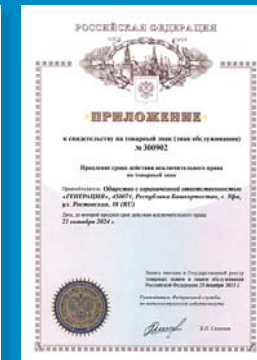 РОССИЙСКАЯ ФЕДЕРАЦИЯ
ПРИЛОЖЕНИЕ
к свидетельству на товарный знак (знак обслуживания)
№ 300902
Продление срока действия исключительного права
на товарный знак
Правообладатель: Общество с ограниченной ответственностью
«ГЕНЕРАЦИЯ», 450071, Республика Башкортостан, г. Уфа,
ул. Ростовская, 18 (RU)
Дата, до которой продлен срок действия исключительного права:
21 октября 2024 г.
Запись внесена в Государственный реестр
товарных знаков и знаков обслуживания
Российской Федерации 25 декабря 2013 г.
Руководитель Федеральной службы
по интеллектуальной собственности
Б.П. Симонов